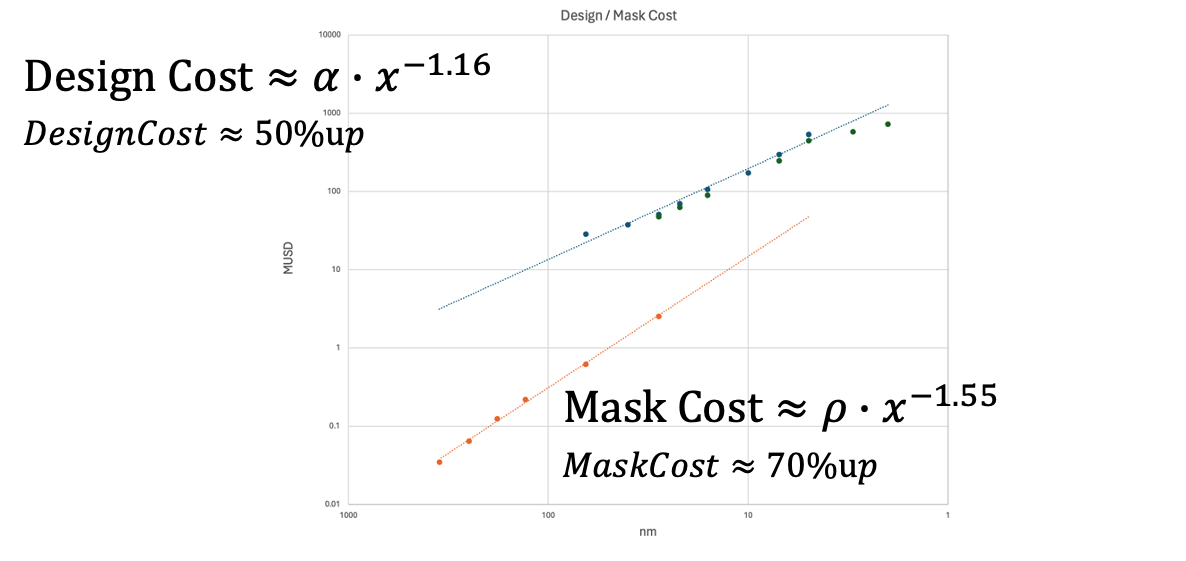 Design / Mask Cost
Design Cost ≈ α · x^−1.16
DesignCost ≈ 50%up
10000
1000
100
10
1
0.1
0.01
MUSD
Mask Cost ≈ ρ · x^−1.55
MaskCost ≈ 70%up
1000
100
10
1
nm